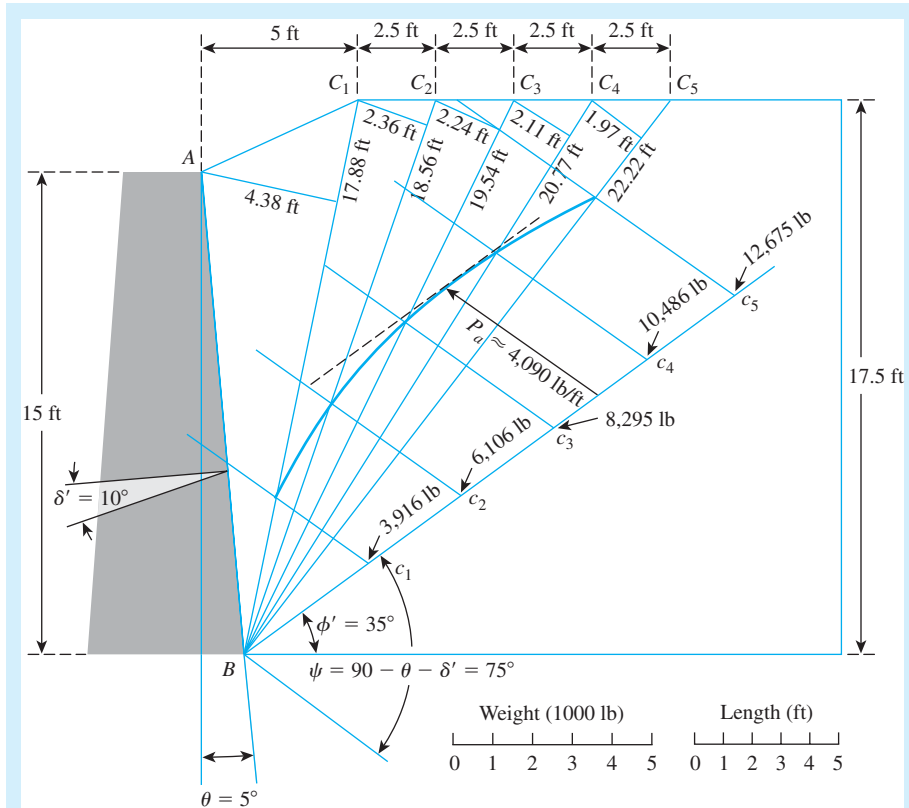 5 ft
2.5 ft
2.5 ft
2.5 ft
2.5 ft
C1
C2
C3
C4
C5
2.36 ft
2.24 ft
2.11 ft
1.97 ft
A
4.38 ft
17.88 ft
18.56 ft
19.54 ft
20.77 ft
22.22 ft
12,675 lb
c5
10,486 lb
c4
Pa ≈ 4,090 lb/ft
17.5 ft
15 ft
8,295 lb
c3
6,106 lb
c2
δ′ = 10°
3,916 lb
c1
ϕ′ = 35°
B
ψ = 90 − θ − δ′ = 75°
Weight (1000 lb)
0 1 2 3 4 5
Length (ft)
0 1 2 3 4 5
θ = 5°